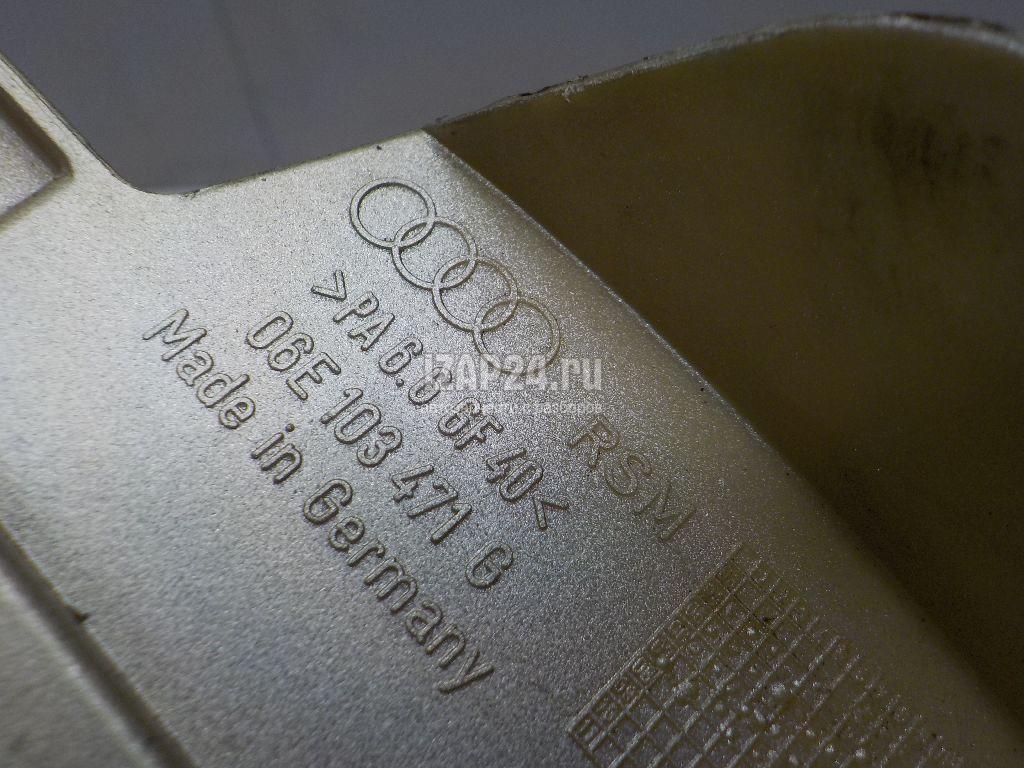 >PA 6.6 GF 40<
RSM
06E 103 471 G
Made in Germany
IZAP24.ru